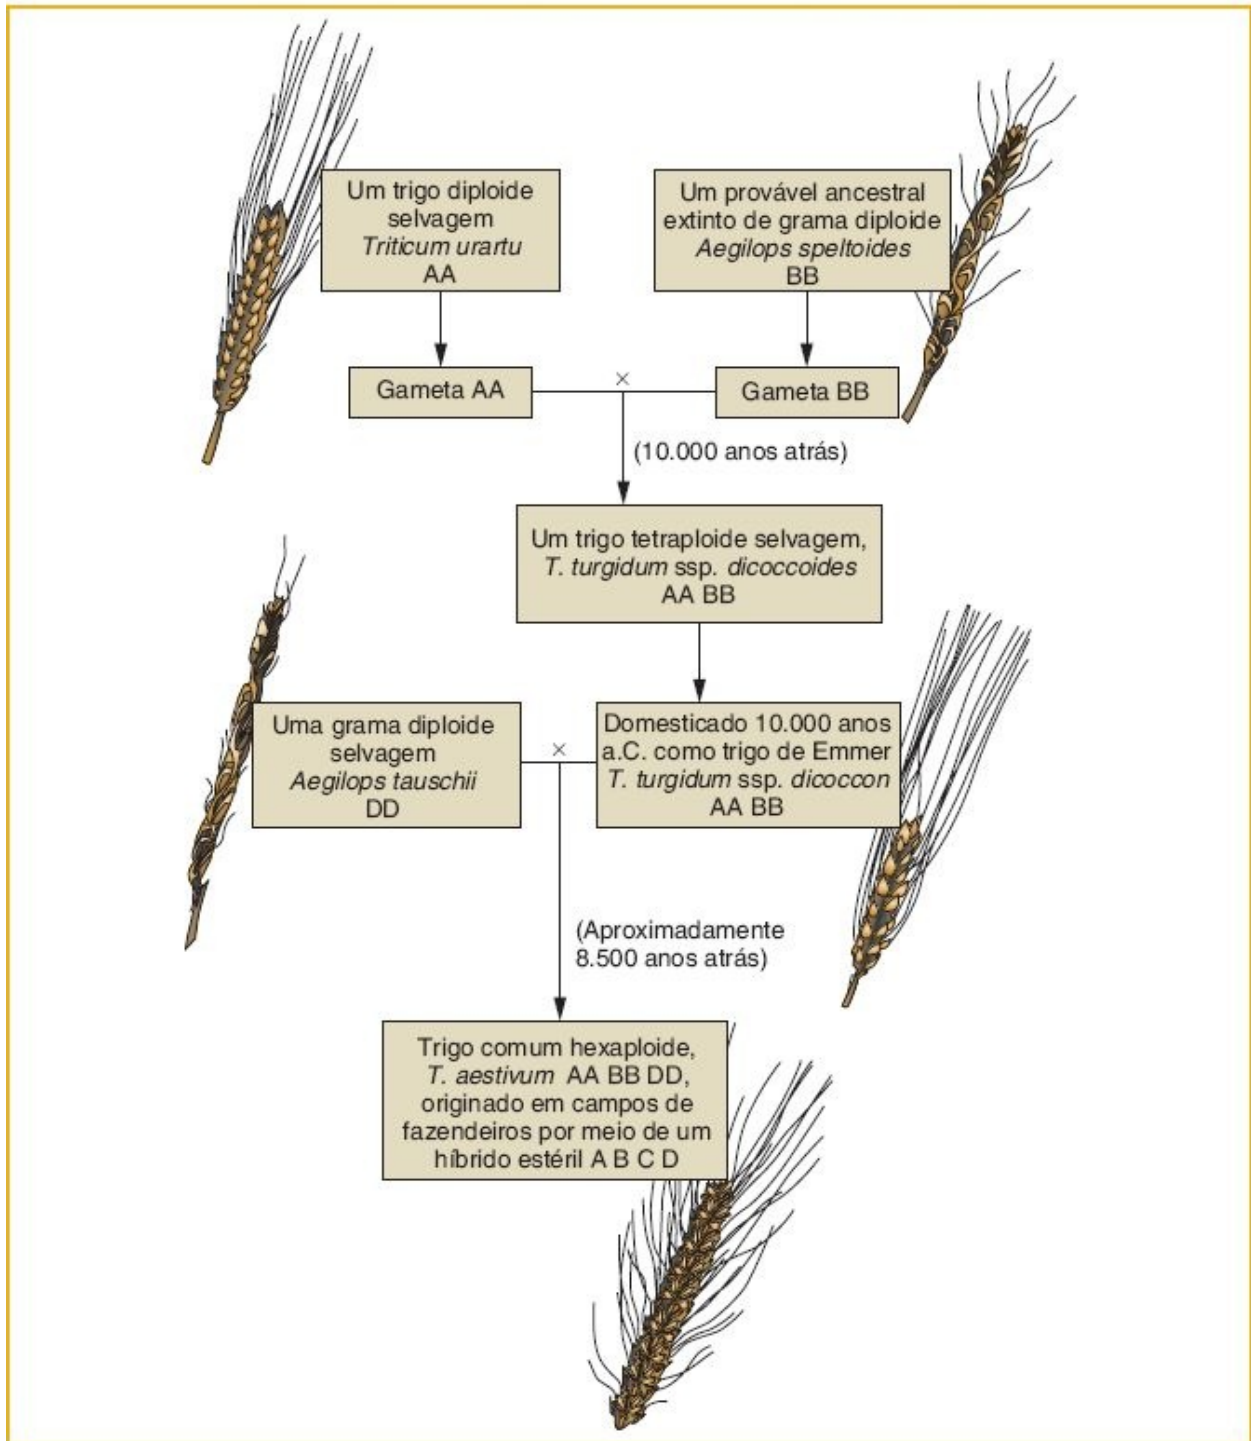 Um trigo diploide
selvagem
Triticum urartu
AA
Um provável ancestral
extinto de grama diploide
Aegilops speltoides
BB
Gameta AA
×
Gameta BB
(10.000 anos atrás)
Um trigo tetraploide selvagem,
T. turgidum ssp. dicoccoides
AA BB
Uma grama diploide
selvagem
Aegilops tauschii
DD
×
Domesticado 10.000 anos
a.C. como trigo de Emmer
T. turgidum ssp. dicoccon
AA BB
(Aproximadamente
8.500 anos atrás)
Trigo comum hexaploide,
T. aestivum AA BB DD,
originado em campos de
fazendeiros por meio de um
híbrido estéril A B C D